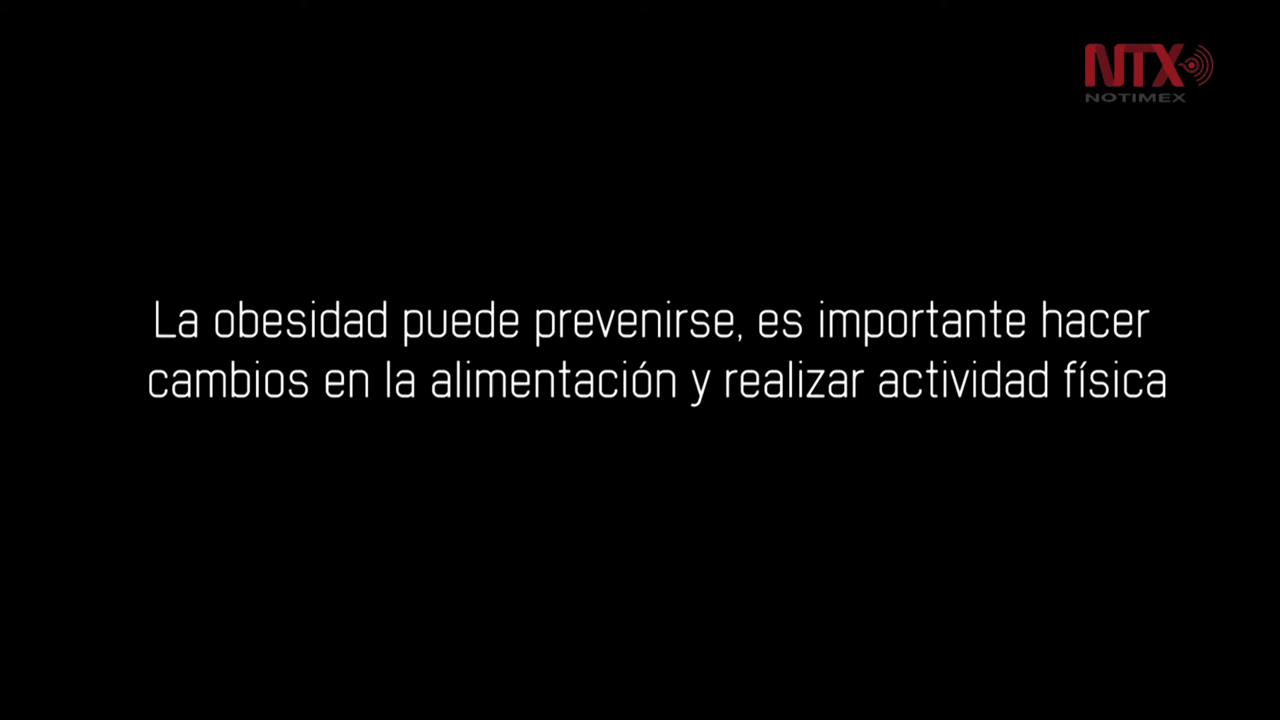 NTX
NOTIMEX
La obesidad puede prevenirse, es importante hacer
cambios en la alimentación y realizar actividad física